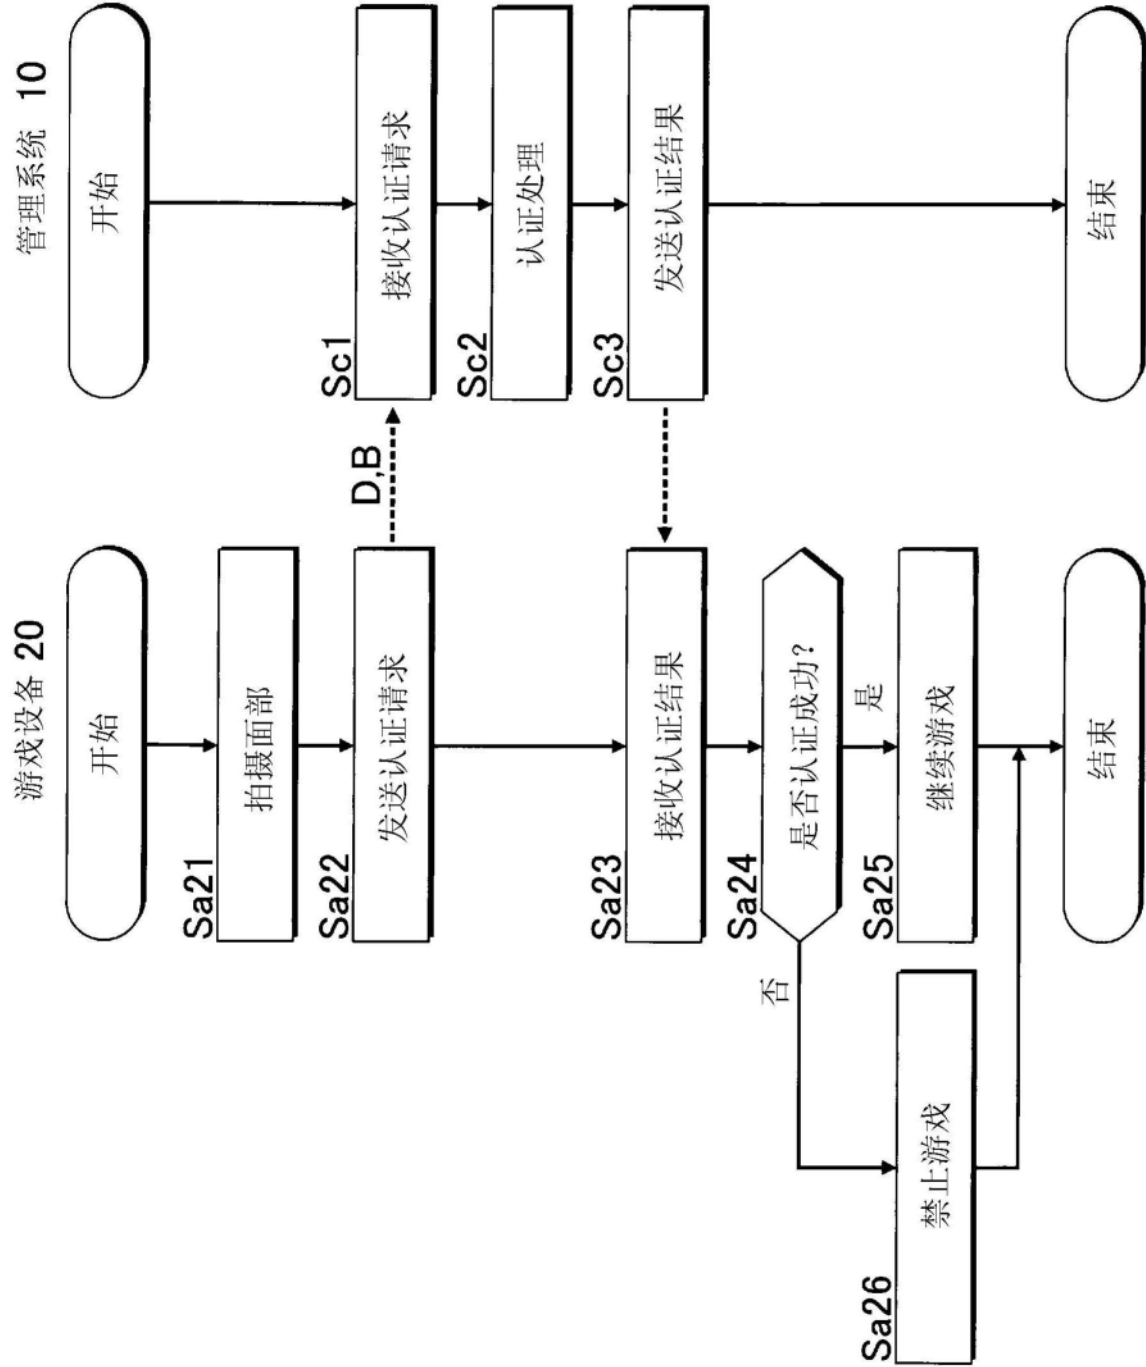 游戏设备 20
开始
Sa21
拍摄面部
Sa22
发送认证请求
D,B
Sa23
接收认证结果
Sa24
是否认证成功?
否
是
Sa25
继续游戏
Sa26
禁止游戏
结束
管理系统 10
开始
Sc1
接收认证请求
Sc2
认证处理
Sc3
发送认证结果
结束